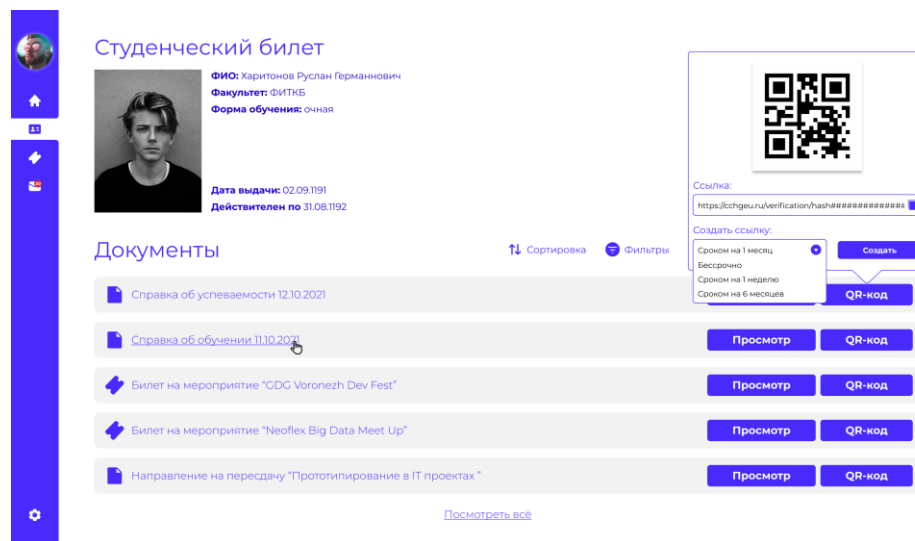 Студенческий билет
ФИО: Харитонов Руслан Германнович
Факультет: ФИТКБ
Форма обучения: очная
Дата выдачи: 02.09.1191
Действителен по 31.08.1192
Ссылка:
https://cchgeu.ru/verification/hash##############
Создать ссылку:
Сроком на 1 месяц
Создать
Бессрочно
Сроком на 1 неделю
Сроком на 6 месяцев
Документы
Сортировка
Фильтры
Справка об успеваемости 12.10.2021
QR-код
Справка об обучении 11.10.2021
Просмотр
QR-код
Билет на мероприятие “GDG Voronezh Dev Fest”
Просмотр
QR-код
Билет на мероприятие “Neoflex Big Data Meet Up”
Просмотр
QR-код
Направление на пересдачу “Прототипирование в IT проектах ”
Просмотр
QR-код
Посмотреть всё